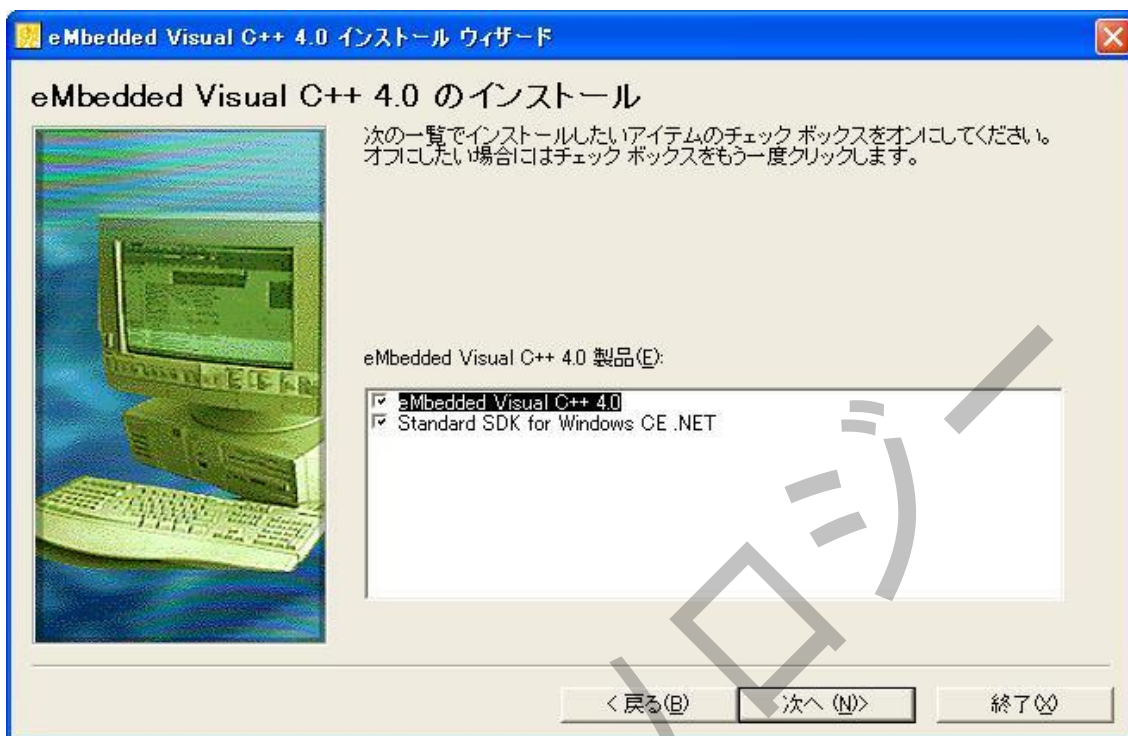 eMbedded Visual C++ 4.0 インストール ウィザード
eMbedded Visual C++ 4.0 のインストール
次の一覧でインストールしたいアイテムのチェック ボックスをオンにしてください。
オフにしたい場合にはチェック ボックスをもう一度クリックします。
eMbedded Visual C++ 4.0 製品(E):
eMbedded Visual C++ 4.0
Standard SDK for Windows CE .NET
< 戻る(B)
次へ (N)>
終了(X)
ロジー